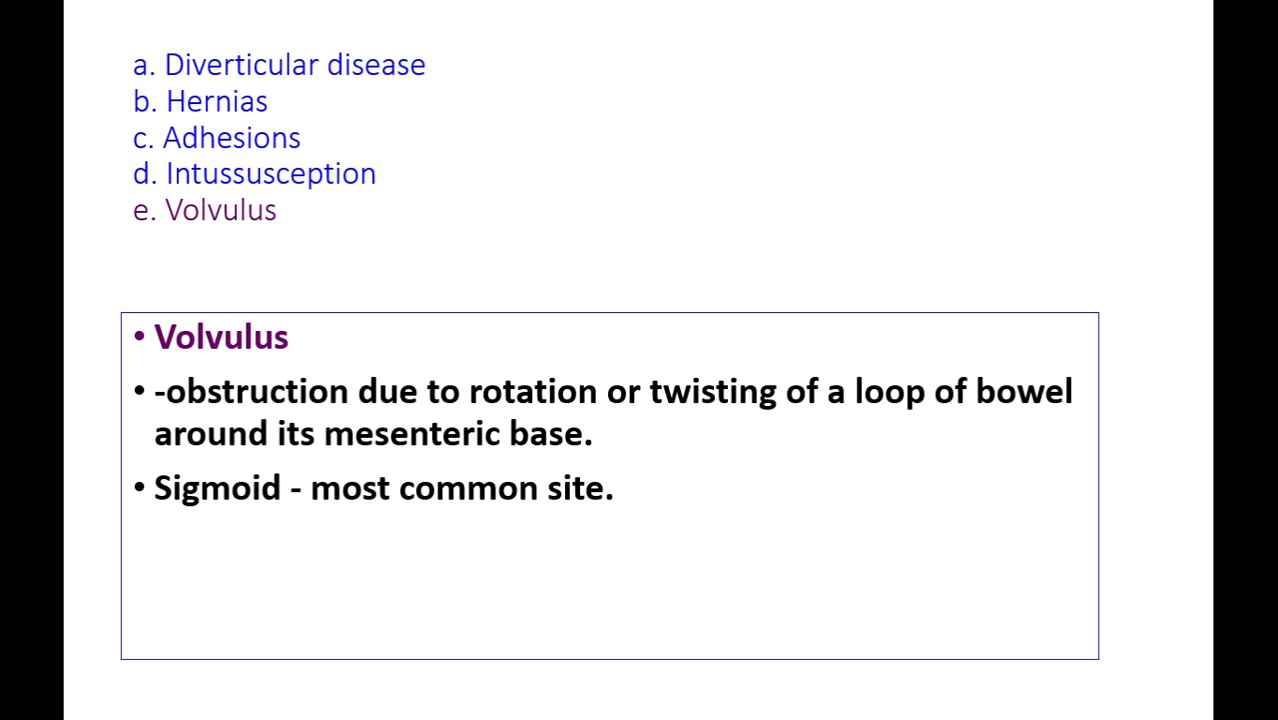 a. Diverticular disease
b. Hernias
c. Adhesions
d. Intussusception
e. Volvulus
• Volvulus
• -obstruction due to rotation or twisting of a loop of bowel
around its mesenteric base.
• Sigmoid - most common site.